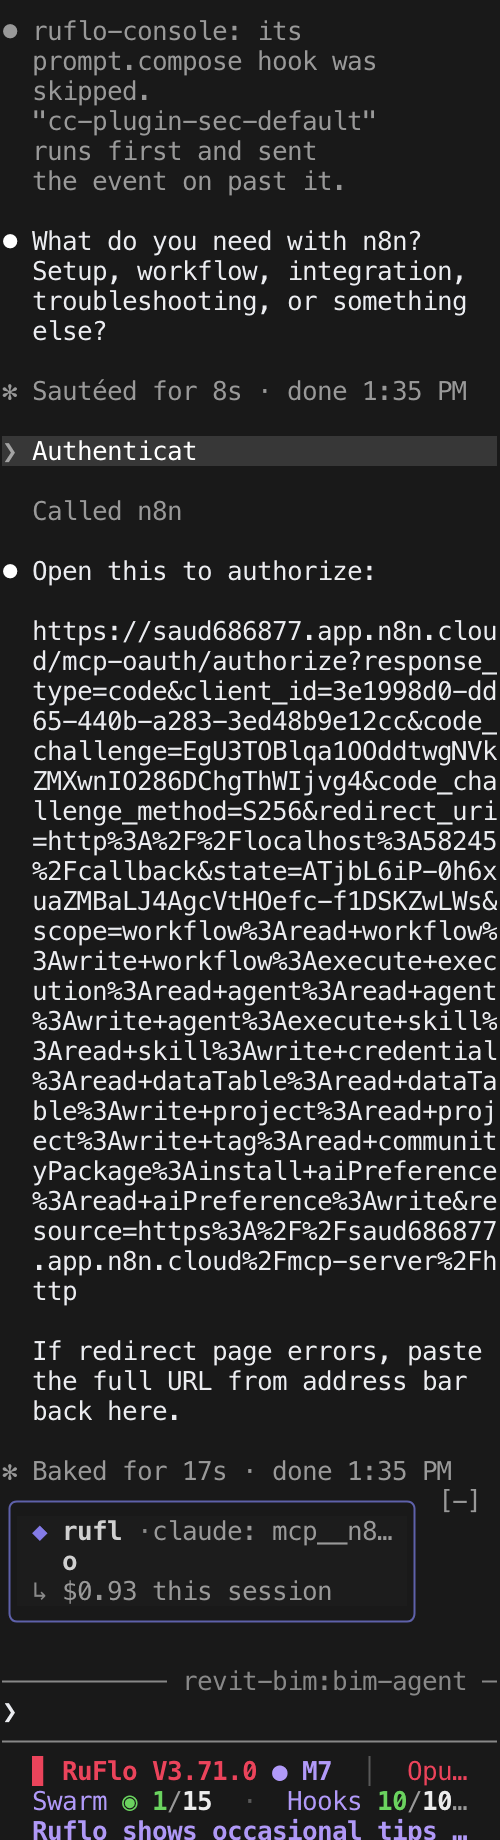 ● ruflo-console: its
prompt.compose hook was
skipped.
"cc-plugin-sec-default"
runs first and sent
the event on past it.
● What do you need with n8n?
Setup, workflow, integration,
troubleshooting, or something
else?
✻ Sautéed for 8s · done 1:35 PM
❯ Authenticat
Called n8n
● Open this to authorize:
https://saud686877.app.n8n.clou
d/mcp-oauth/authorize?response_
type=code&client_id=3e1998d0-dd
65-440b-a283-3ed48b9e12cc&code_
challenge=EgU3TOBlqa1OOddtwgNVk
ZMXwnIO286DChgThWIjvg4&code_cha
llenge_method=S256&redirect_uri
=http%3A%2F%2Flocalhost%3A58245
%2Fcallback&state=ATjbL6iP-0h6x
uaZMBaLJ4AgcVtHOefc-f1DSKZwLWs&
scope=workflow%3Aread+workflow%
3Awrite+workflow%3Aexecute+exec
ution%3Aread+agent%3Aread+agent
%3Awrite+agent%3Aexecute+skill%
3Aread+skill%3Awrite+credential
%3Aread+dataTable%3Aread+dataTa
ble%3Awrite+project%3Aread+proj
ect%3Awrite+tag%3Aread+communit
yPackage%3Ainstall+aiPreference
%3Aread+aiPreference%3Awrite&re
source=https%3A%2F%2Fsaud686877
.app.n8n.cloud%2Fmcp-server%2Fh
ttp
If redirect page errors, paste
the full URL from address bar
back here.
✻ Baked for 17s · done 1:35 PM
[-]
◆ rufl ·claude: mcp__n8…
o
↳ $0.93 this session
revit-bim:bim-agent
❯
▊ RuFlo V3.71.0 ● M7 │ Opu…
Swarm ◉ 1/15 · Hooks 10/10…
Ruflo shows occasional tips …